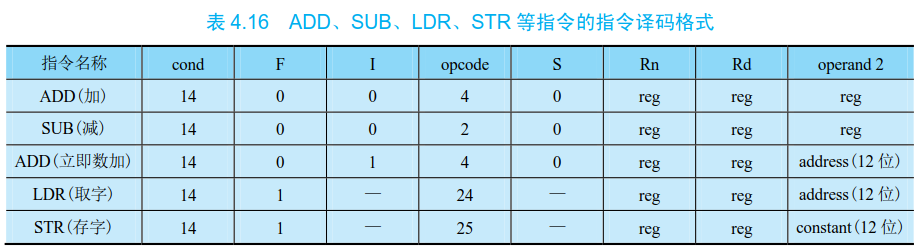 表 4.16 ADD、SUB、LDR、STR 等指令的指令译码格式
指令名称 cond F I opcode S Rn Rd operand 2
ADD(加) 14 0 0 4 0 reg reg reg
SUB(减) 14 0 0 2 0 reg reg reg
ADD(立即数加) 14 0 1 4 0 reg reg address(12 位)
LDR(取字) 14 1 — 24 — reg reg address(12 位)
STR(存字) 14 1 — 25 — reg reg constant(12 位)